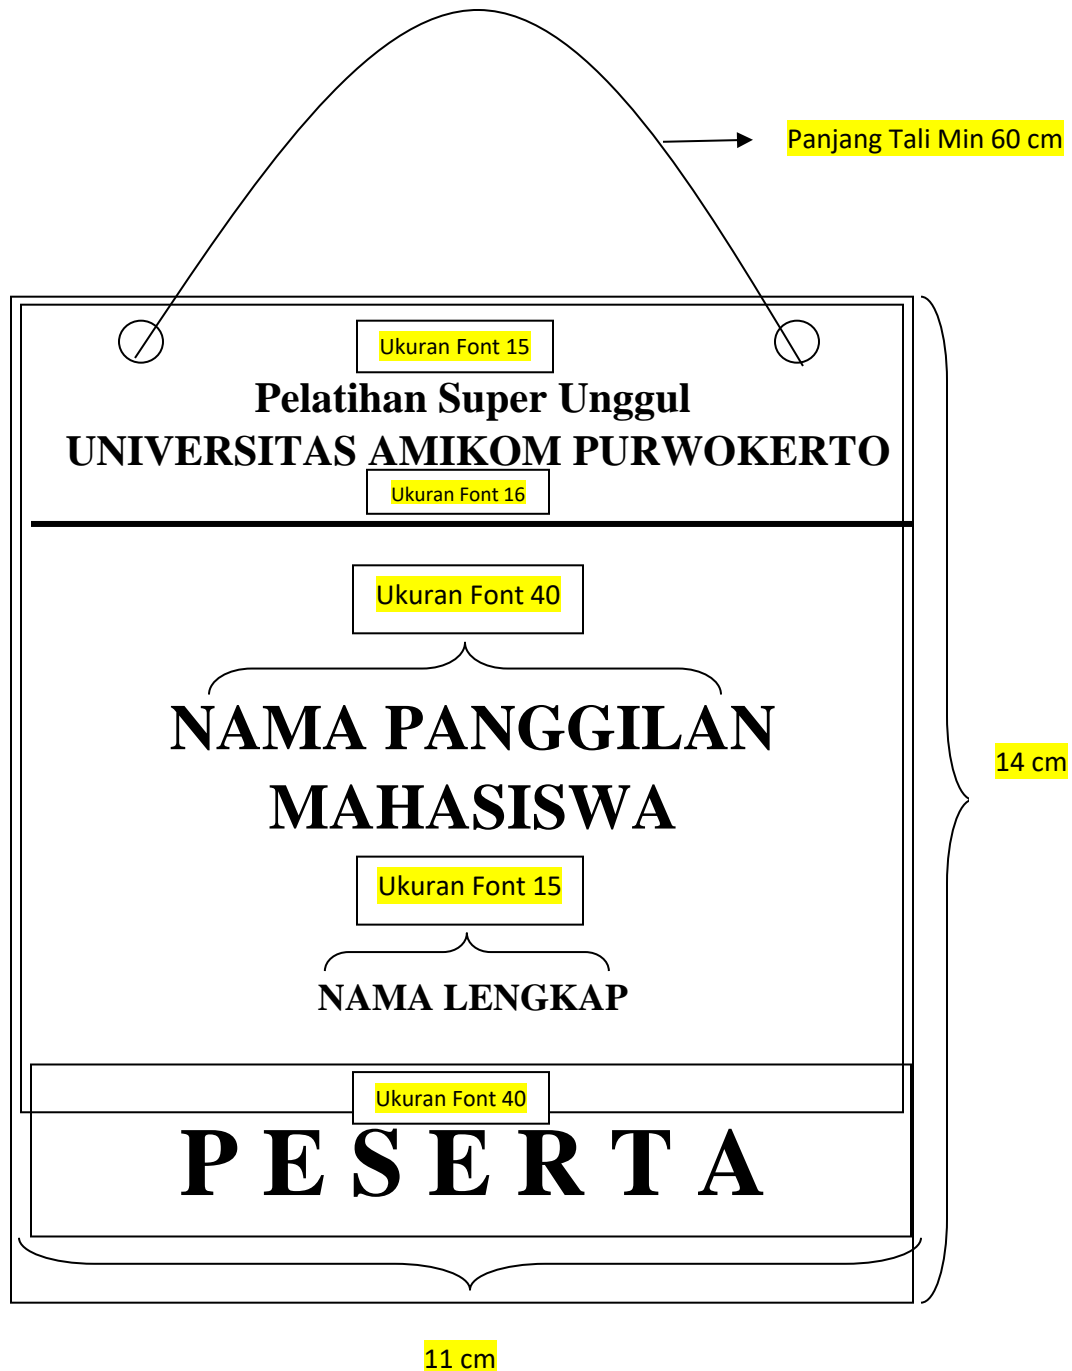 Panjang Tali Min 60 cm
Ukuran Font 15
Pelatihan Super Unggul
UNIVERSITAS AMIKOM PURWOKERTO
Ukuran Font 16
Ukuran Font 40
NAMA PANGGILAN
MAHASISWA
14 cm
Ukuran Font 15
NAMA LENGKAP
Ukuran Font 40
P E S E R T A
11 cm